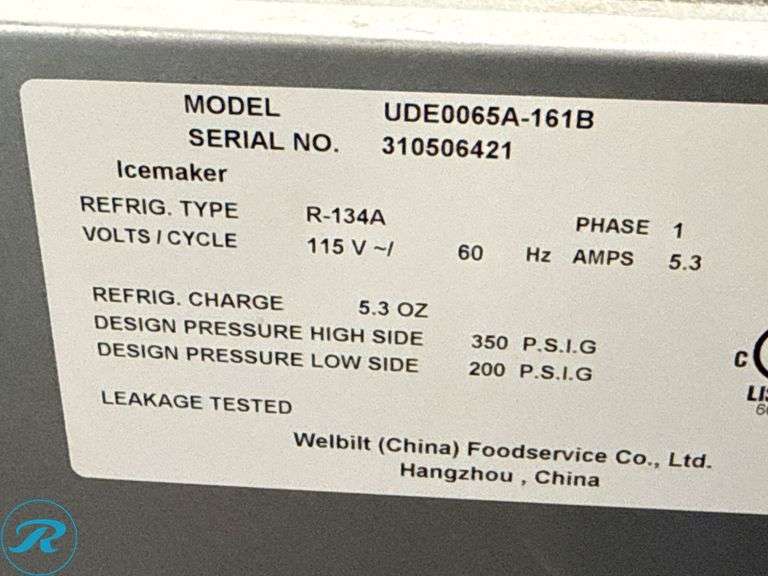 MODEL UDE0065A-161B
SERIAL NO. 310506421
Icemaker
REFRIG. TYPE R-134A PHASE 1
VOLTS / CYCLE 115 V ~/ 60 Hz AMPS 5.3
REFRIG. CHARGE 5.3 OZ
DESIGN PRESSURE HIGH SIDE 350 P.S.I.G
DESIGN PRESSURE LOW SIDE 200 P.S.I.G
C
LEAKAGE TESTED
Welbilt (China) Foodservice Co., Ltd.
Hangzhou , China
R